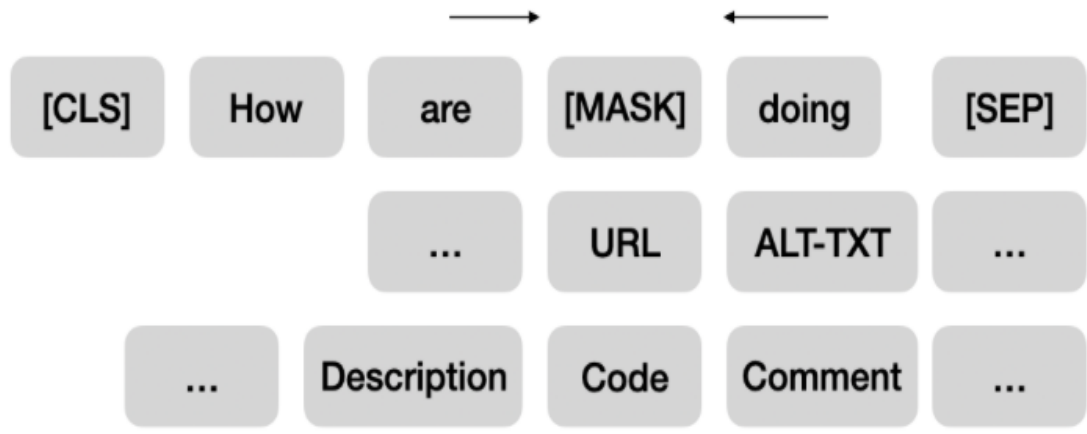 [CLS] How are [MASK] doing [SEP]
... URL ALT-TXT ...
... Description Code Comment ...